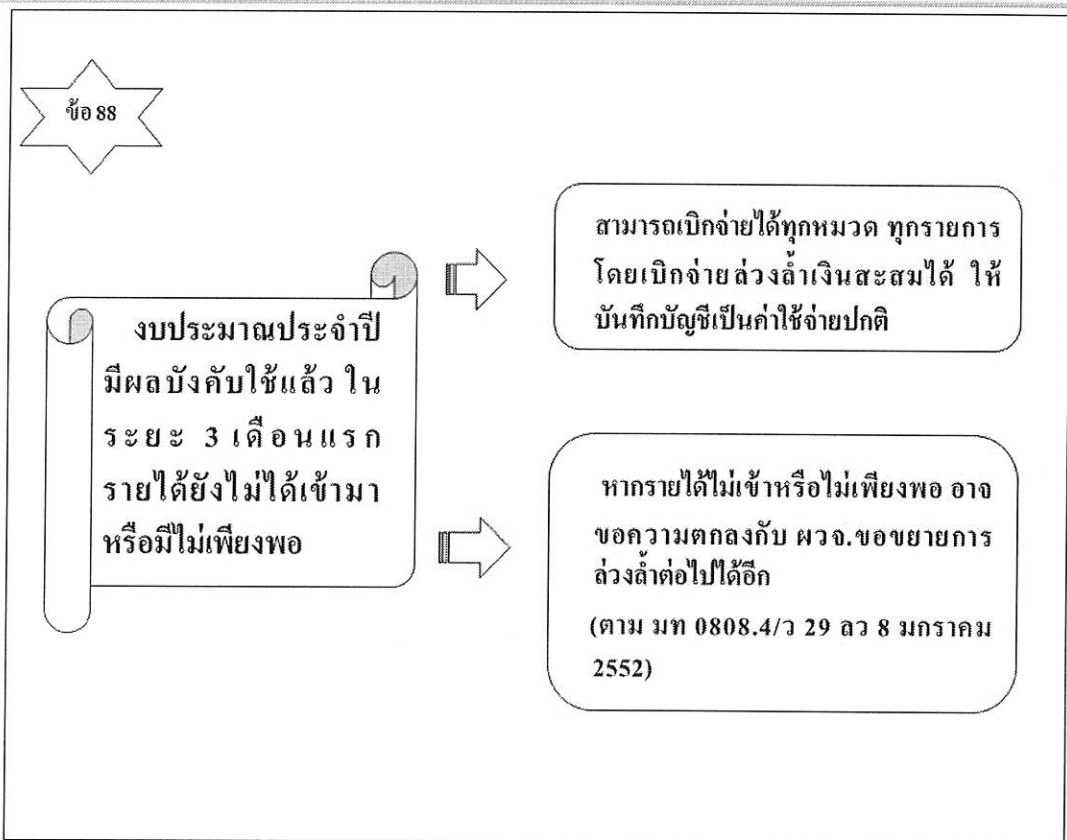 ข้อ 88
งบประมาณประจำปี
มีผลบังคับใช้แล้ว ใน
ระยะ 3 เดือนแรก
รายได้ยังไม่ได้เข้ามา
หรือมีไม่เพียงพอ
สามารถเบิกจ่ายได้ทุกหมวด ทุกรายการ
โดยเบิกจ่ายล่วงล้ำเงินสะสมได้ ให้
บันทึกบัญชีเป็นค่าใช้จ่ายปกติ
หากรายได้ไม่เข้าหรือไม่เพียงพอ อาจ
ขอความตกลงกับ ผวจ.ขอขยายการ
ล่วงล้ำต่อไปได้อีก
(ตาม มท 0808.4/ว 29 ลว 8 มกราคม
2552)